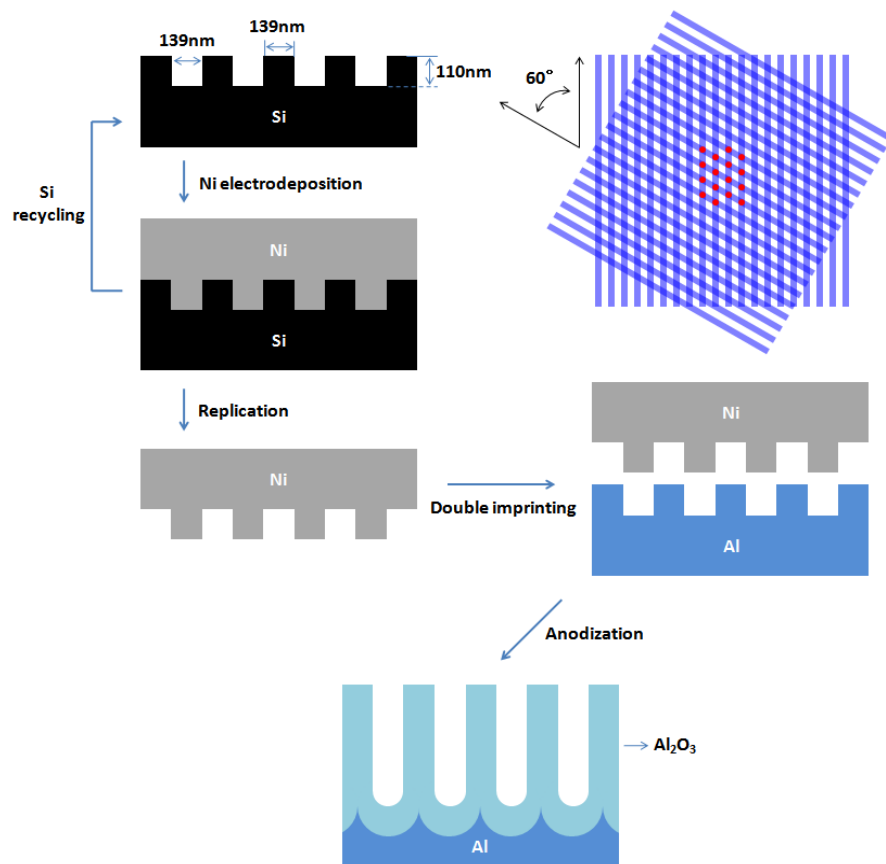 139nm
139nm
110nm
60°
Si
Si
recycling
Ni electrodeposition
Ni
Si
Replication
Ni
Ni
Double imprinting
Al
Anodization
Al₂O₃
Al